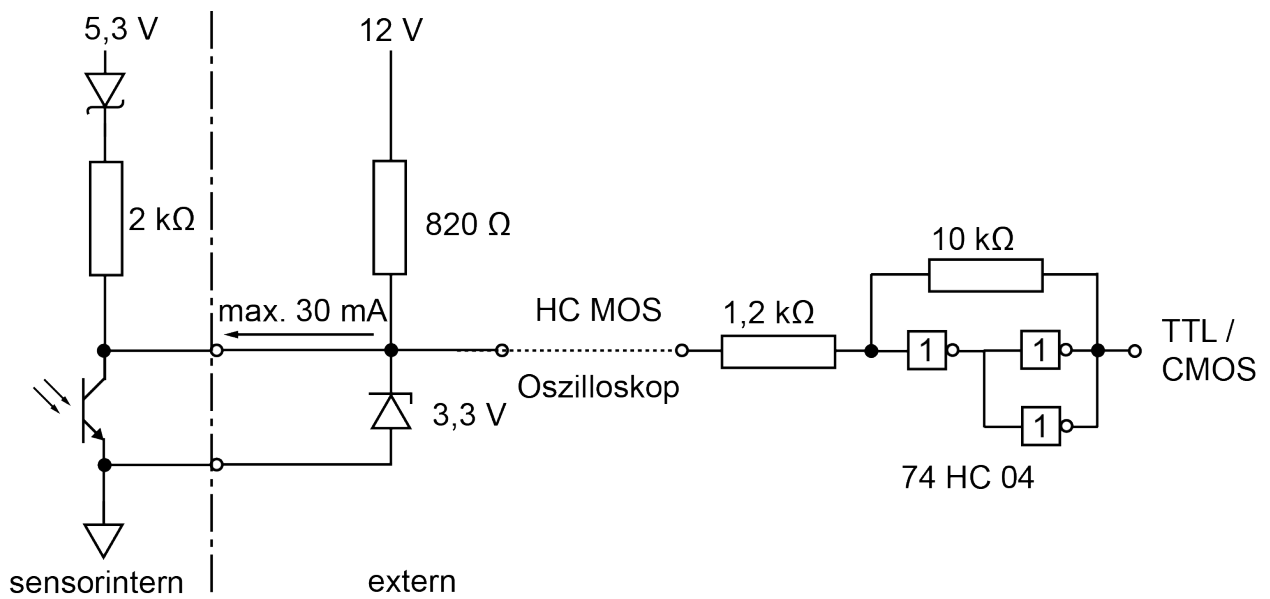 5,3 V
12 V
2 kΩ
820 Ω
10 kΩ
max. 30 mA
HC MOS
1,2 kΩ
TTL /
CMOS
1
1
Oszilloskop
3,3 V
1
74 HC 04
sensorintern
extern